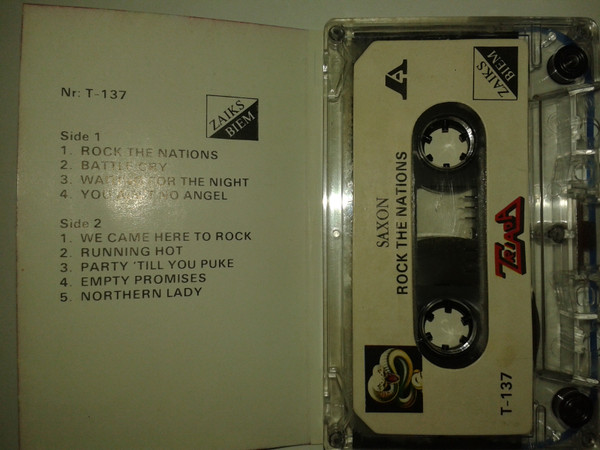 Nr: T-137
ZAIKS
BIEM
Side 1
1. ROCK THE NATIONS
2. BATTLE CRY
3. WAITING FOR THE NIGHT
4. YOU AIN'T NO ANGEL
Side 2
1. WE CAME HERE TO ROCK
2. RUNNING HOT
3. PARTY 'TILL YOU PUKE
4. EMPTY PROMISES
5. NORTHERN LADY
A
ZAIKS
BIEM
SAXON
ROCK THE NATIONS
T-137